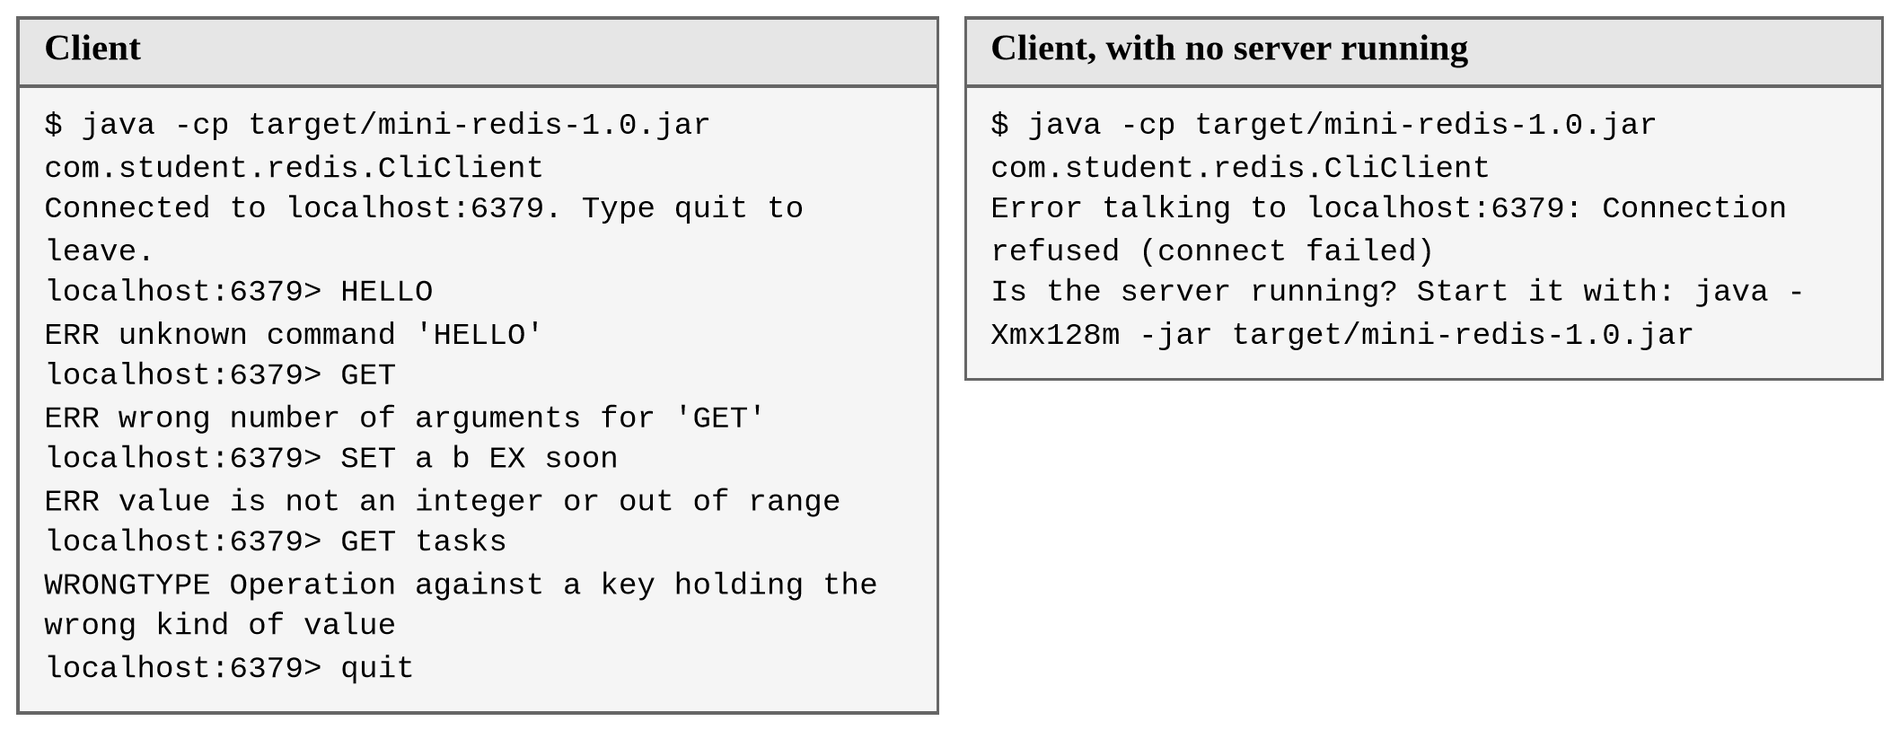 Client
$ java -cp target/mini-redis-1.0.jar
com.student.redis.CliClient
Connected to localhost:6379. Type quit to
leave.
localhost:6379> HELLO
ERR unknown command 'HELLO'
localhost:6379> GET
ERR wrong number of arguments for 'GET'
localhost:6379> SET a b EX soon
ERR value is not an integer or out of range
localhost:6379> GET tasks
WRONGTYPE Operation against a key holding the
wrong kind of value
localhost:6379> quit
Client, with no server running
$ java -cp target/mini-redis-1.0.jar
com.student.redis.CliClient
Error talking to localhost:6379: Connection
refused (connect failed)
Is the server running? Start it with: java -
Xmx128m -jar target/mini-redis-1.0.jar